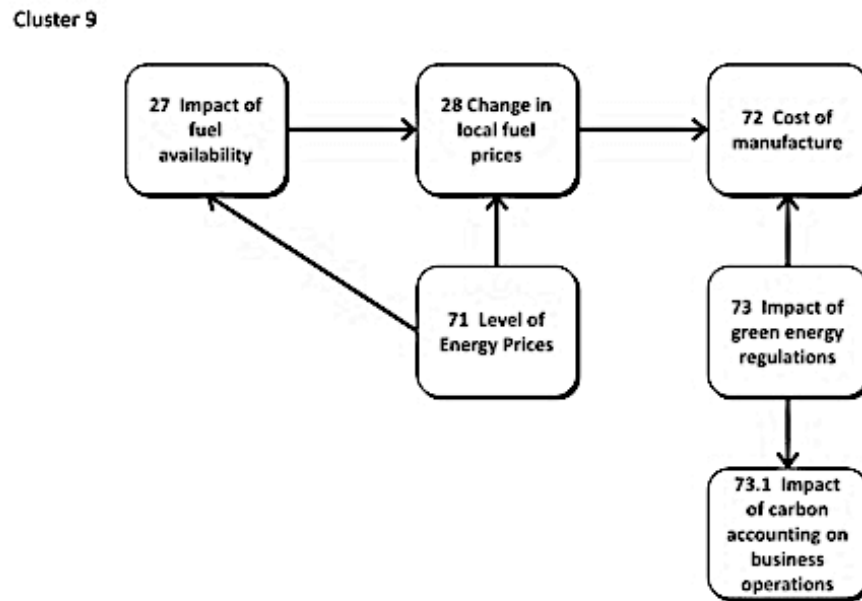 Cluster 9
27 Impact of
fuel
availability
28 Change in
local fuel
prices
72 Cost of
manufacture
71 Level of
Energy Prices
73 Impact of
green energy
regulations
73.1 Impact
of carbon
accounting on
business
operations